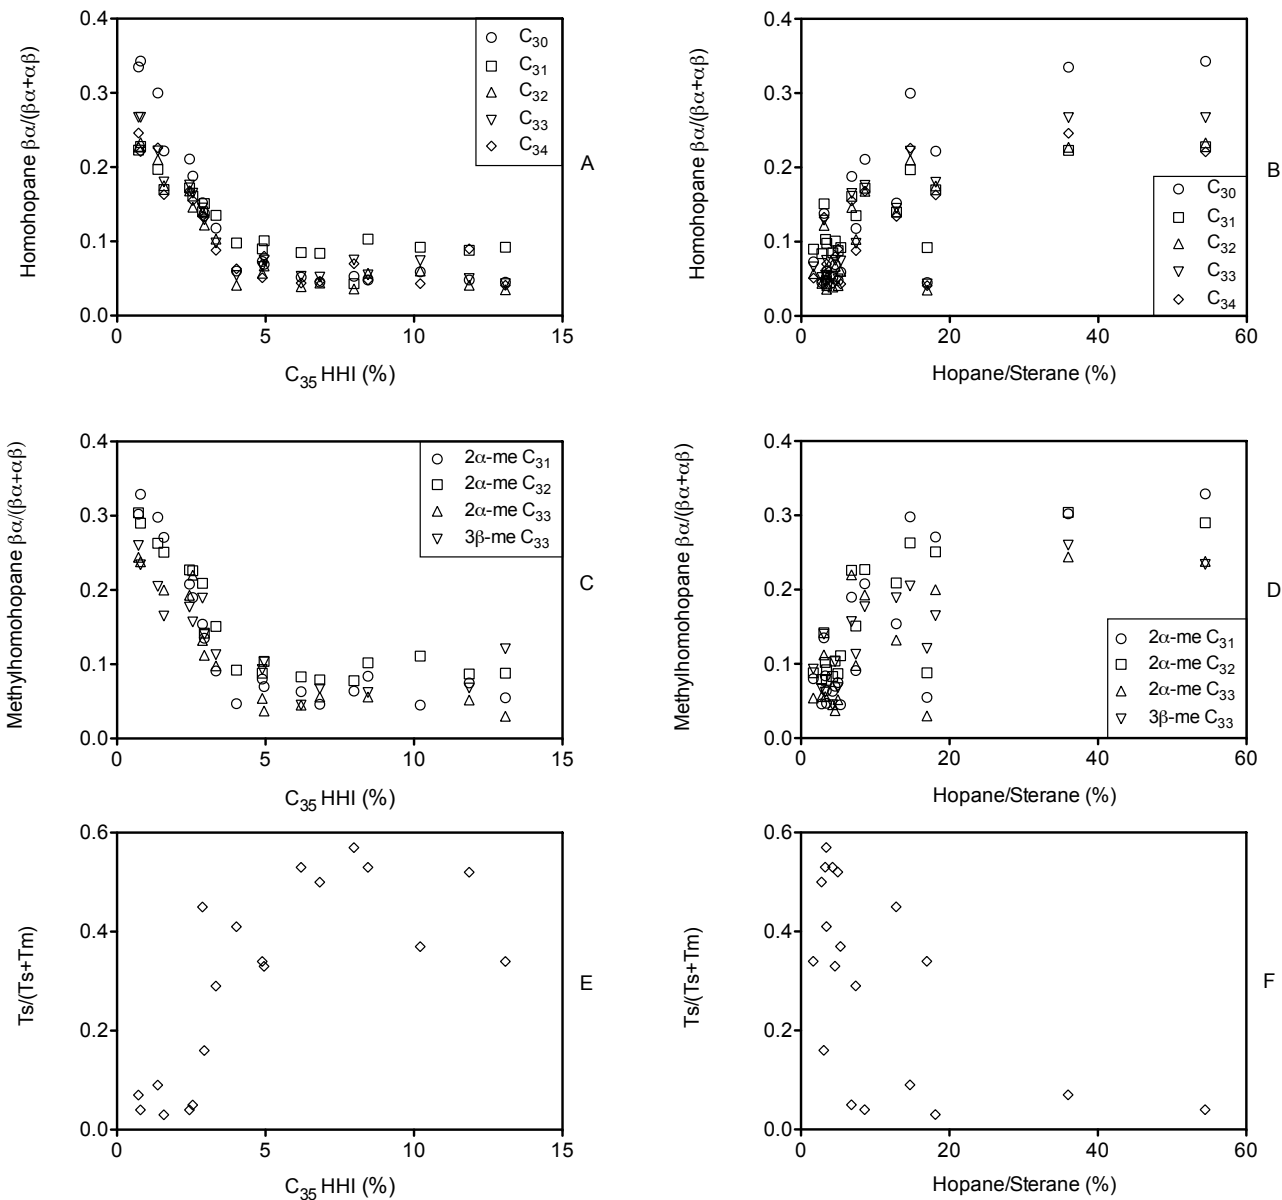 Homohopane βα/(βα+αβ)
0.4
0.3
0.2
0.1
0.0
0
5
10
15
C35 HHI (%)
C30
C31
C32
C33
C34
A
Homohopane βα/(βα+αβ)
0.4
0.3
0.2
0.1
0.0
0
20
40
60
Hopane/Sterane (%)
C30
C31
C32
C33
C34
B
Methylhomohopane βα/(βα+αβ)
0.4
0.3
0.2
0.1
0.0
0
5
10
15
C35 HHI (%)
2α-me C31
2α-me C32
2α-me C33
3β-me C33
C
Methylhomohopane βα/(βα+αβ)
0.4
0.3
0.2
0.1
0.0
0
20
40
60
Hopane/Sterane (%)
2α-me C31
2α-me C32
2α-me C33
3β-me C33
D
Ts/(Ts+Tm)
0.6
0.4
0.2
0.0
0
5
10
15
C35 HHI (%)
E
Ts/(Ts+Tm)
0.6
0.4
0.2
0.0
0
20
40
60
Hopane/Sterane (%)
F